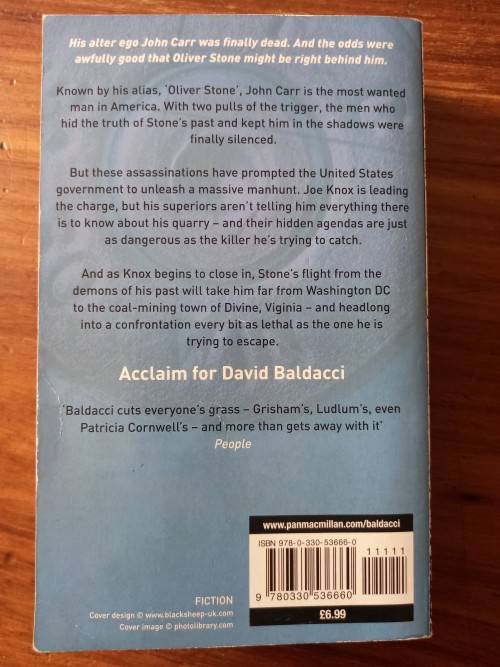 His alter ego John Carr was finally dead. And the odds were
awfully good that Oliver Stone might be right behind him.
Known by his alias, ‘Oliver Stone’, John Carr is the most wanted
man in America. With two pulls of the trigger, the men who
hid the truth of Stone’s past and kept him in the shadows were
finally silenced.
But these assassinations have prompted the United States
government to unleash a massive manhunt. Joe Knox is leading
the charge, but his superiors aren’t telling him everything there
is to know about his quarry – and their hidden agendas are just
as dangerous as the killer he’s trying to catch.
And as Knox begins to close in, Stone’s flight from the
demons of his past will take him far from Washington DC
to the coal-mining town of Divine, Viginia – and headlong
into a confrontation every bit as lethal as the one he is
trying to escape.
Acclaim for David Baldacci
‘Baldacci cuts everyone’s grass – Grisham’s, Ludlum’s, even
Patricia Cornwell’s – and more than gets away with it’
People
www.panmacmillan.com/baldacci
ISBN 978-0-330-53666-0
11111
9 780330 536660
£6.99
FICTION
Cover design © www.blacksheep-uk.com
Cover image © photolibrary.com